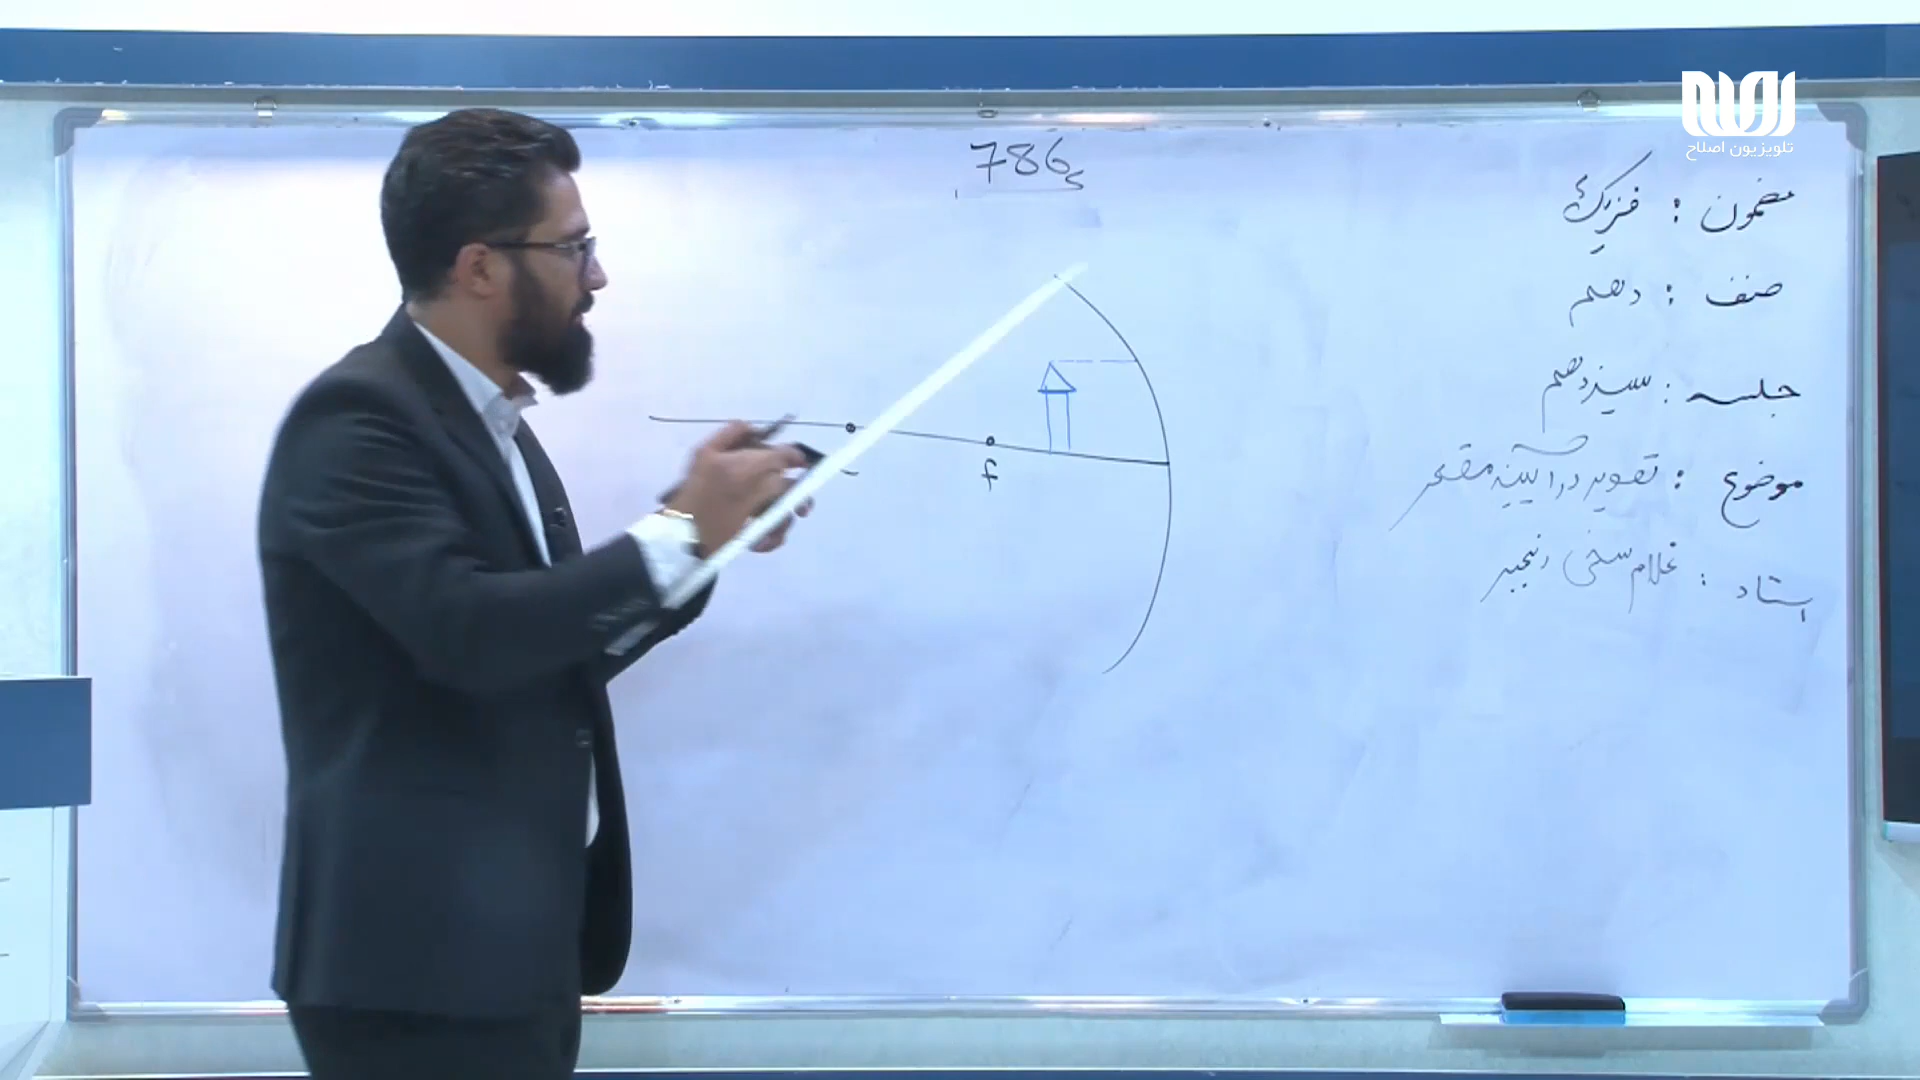 تلویزیون اصلاح
786
مضمون : فزیک
صنف : دهم
جلسه : سیزدهم
موضوع : تصویر در آیینه مقعر
استاد : غلام سخی رنجبر
f